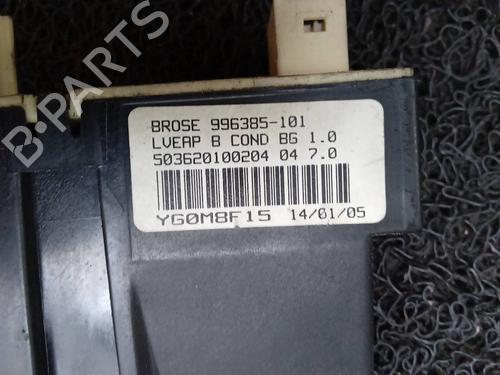 BROSE 996385-101
LVEAP B COND BG 1.0
503620100204 04 7.0
YG0M8F15 14/01/05
B-PARTS